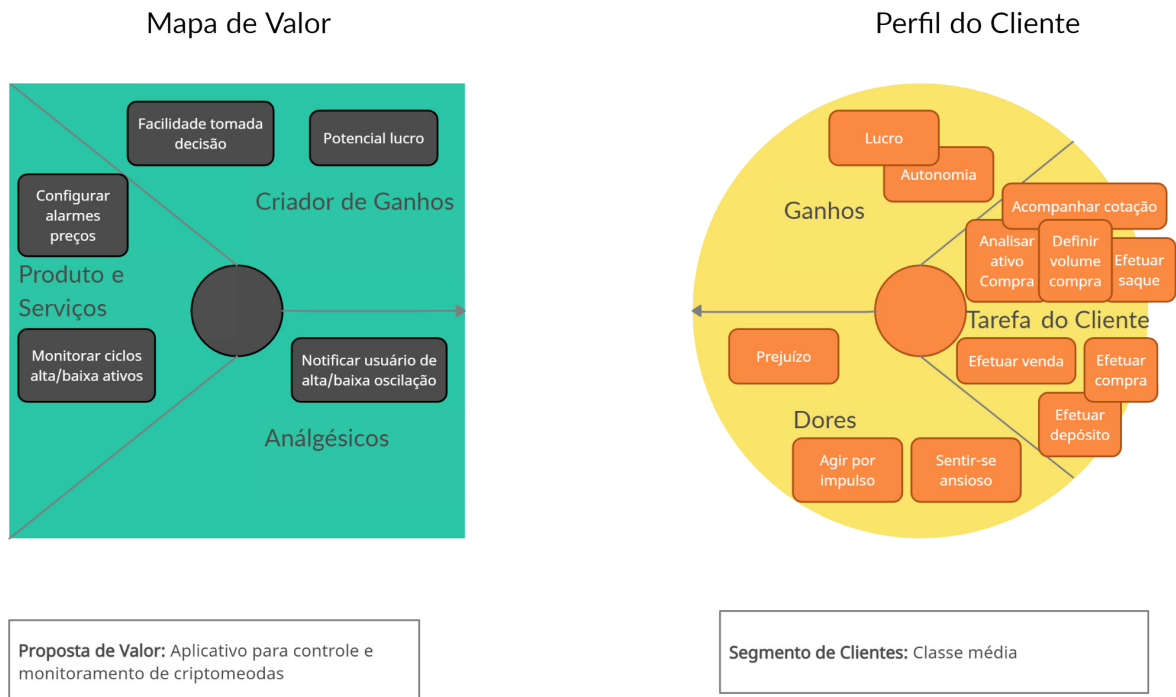 Mapa de Valor
Facilidade tomada
decisão
Potencial lucro
Configurar
alarmes
preços
Criador de Ganhos
Produto e
Serviços
Monitorar ciclos
alta/baixa ativos
Notificar usuário de
alta/baixa oscilação
Análgésicos
Proposta de Valor: Aplicativo para controle e
monitoramento de criptomeodas
Perfil do Cliente
Lucro
Autonomia
Ganhos
Acompanhar cotação
Analisar
ativo
Compra
Definir
volume
compra
Efetuar
saque
Tarefa do Cliente
Prejuízo
Efetuar venda
Efetuar
compra
Efetuar
depósito
Dores
Agir por
impulso
Sentir-se
ansioso
Segmento de Clientes: Classe média